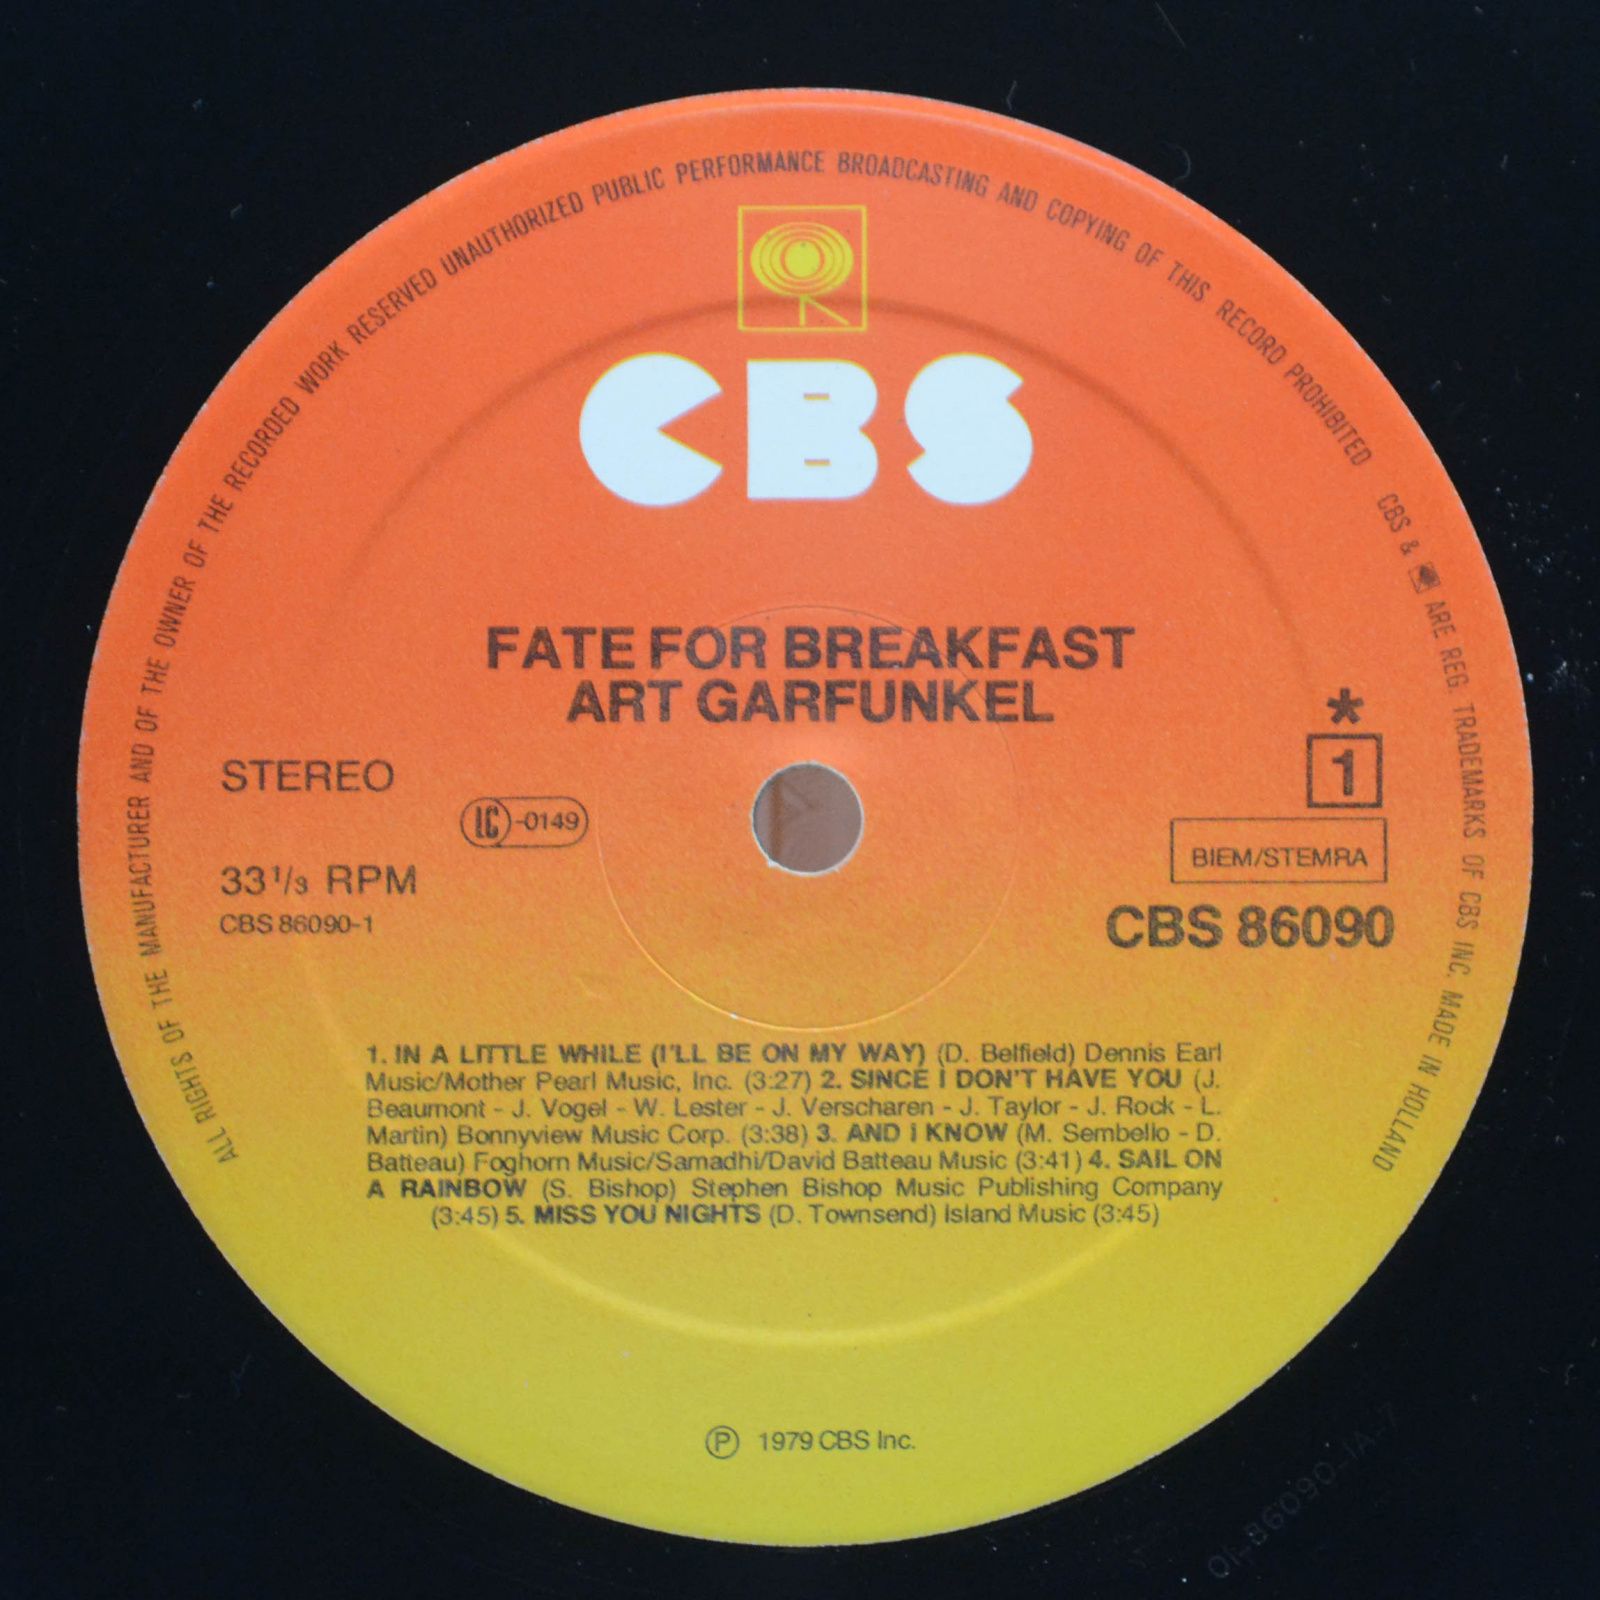 ALL RIGHTS OF THE MANUFACTURER AND OF THE OWNER OF THE RECORDED WORK RESERVED UNAUTHORIZED PUBLIC PERFORMANCE BROADCASTING AND COPYING OF THIS RECORD PROHIBITED CBS & ARE REG. TRADEMARKS OF CBS INC. MADE IN HOLLAND
CBS
FATE FOR BREAKFAST
ART GARFUNKEL
STEREO
LC -0149
33 1/3 RPM
CBS 86090-1
*
1
BIEM/STEMRA
CBS 86090
1. IN A LITTLE WHILE (I'LL BE ON MY WAY) (D. Belfield) Dennis Earl
Music/Mother Pearl Music, Inc. (3:27) 2. SINCE I DON'T HAVE YOU (J.
Beaumont - J. Vogel - W. Lester - J. Verscharen - J. Taylor - J. Rock - L.
Martin) Bonnyview Music Corp. (3:38) 3. AND I KNOW (M. Sembello - D.
Batteau) Foghorn Music/Samadhi/David Batteau Music (3:41) 4. SAIL ON
A RAINBOW (S. Bishop) Stephen Bishop Music Publishing Company
(3:45) 5. MISS YOU NIGHTS (D. Townsend) Island Music (3:45)
℗ 1979 CBS Inc.
01-86090-1A-7